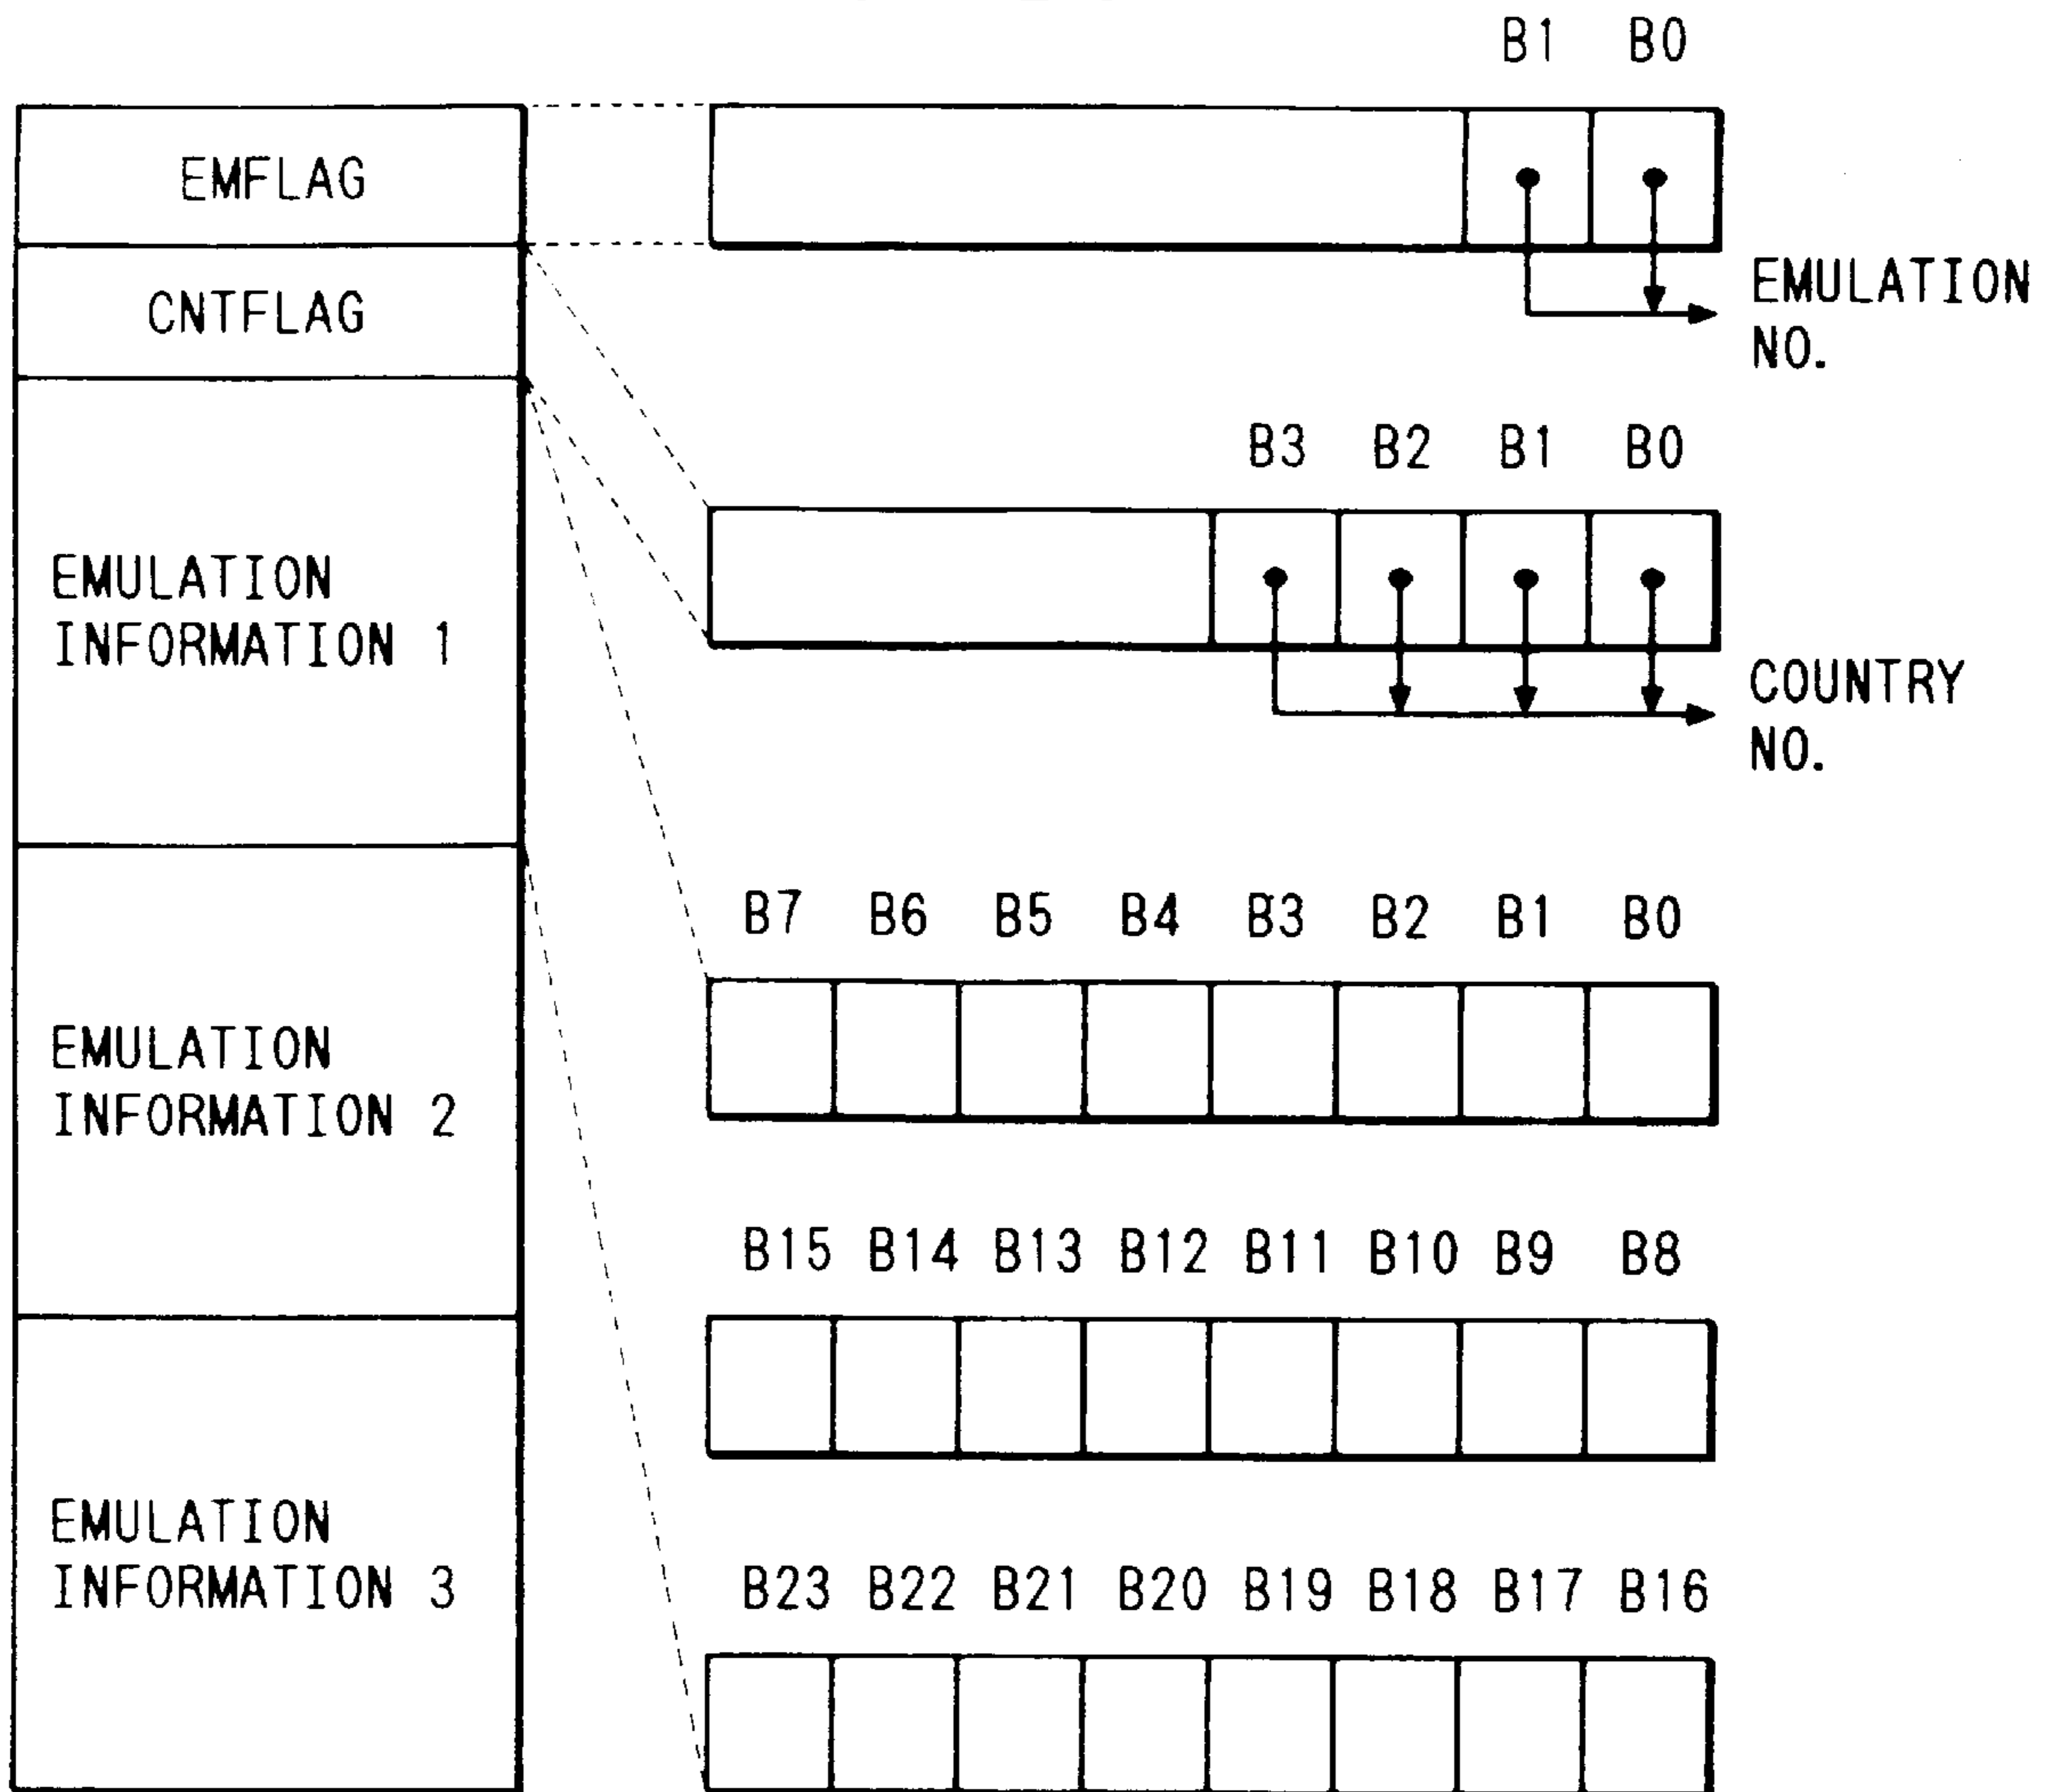 B1 B0
EMFLAG
EMULATION
NO.
CNTFLAG
B3 B2 B1 B0
COUNTRY
NO.
EMULATION
INFORMATION 1
B7 B6 B5 B4 B3 B2 B1 B0
EMULATION
INFORMATION 2
B15 B14 B13 B12 B11 B10 B9 B8
EMULATION
INFORMATION 3
B23 B22 B21 B20 B19 B18 B17 B16